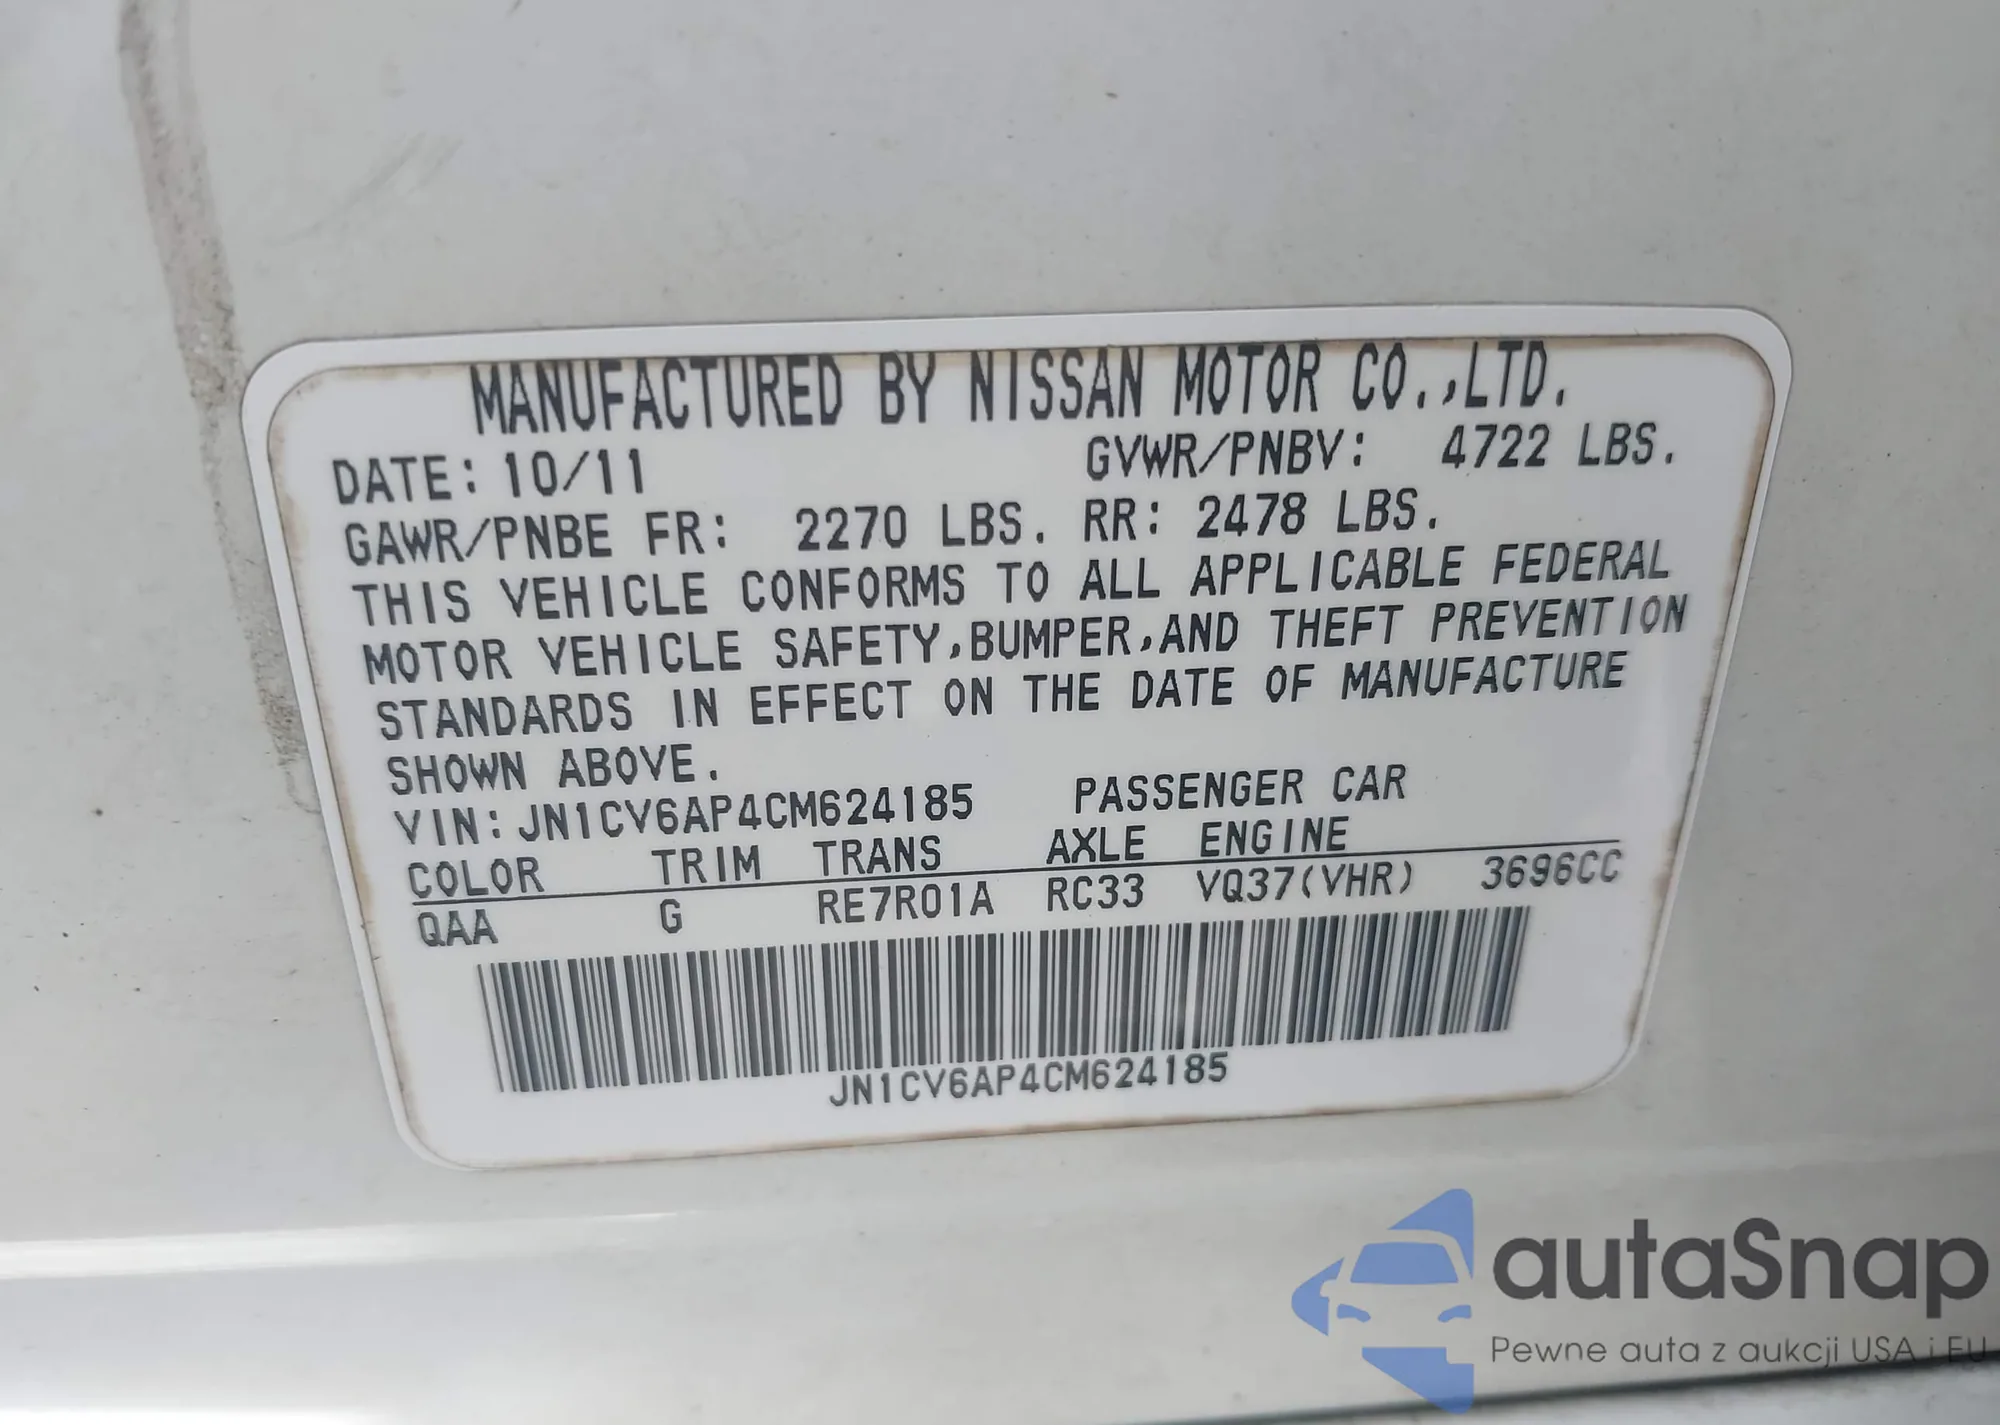 MANUFACTURED BY NISSAN MOTOR CO.,LTD.
DATE: 10/11 GVWR/PNBV: 4722 LBS.
GAWR/PNBE FR: 2270 LBS. RR: 2478 LBS.
THIS VEHICLE CONFORMS TO ALL APPLICABLE FEDERAL
MOTOR VEHICLE SAFETY,BUMPER,AND THEFT PREVENTION
STANDARDS IN EFFECT ON THE DATE OF MANUFACTURE
SHOWN ABOVE.
VIN: JN1CV6AP4CM624185 PASSENGER CAR
COLOR TRIM TRANS AXLE ENGINE
QAA G RE7R01A RC33 VQ37(VHR) 3696CC
JN1CV6AP4CM624185
autaSnap
Pewne auta z aukcji USA i EU